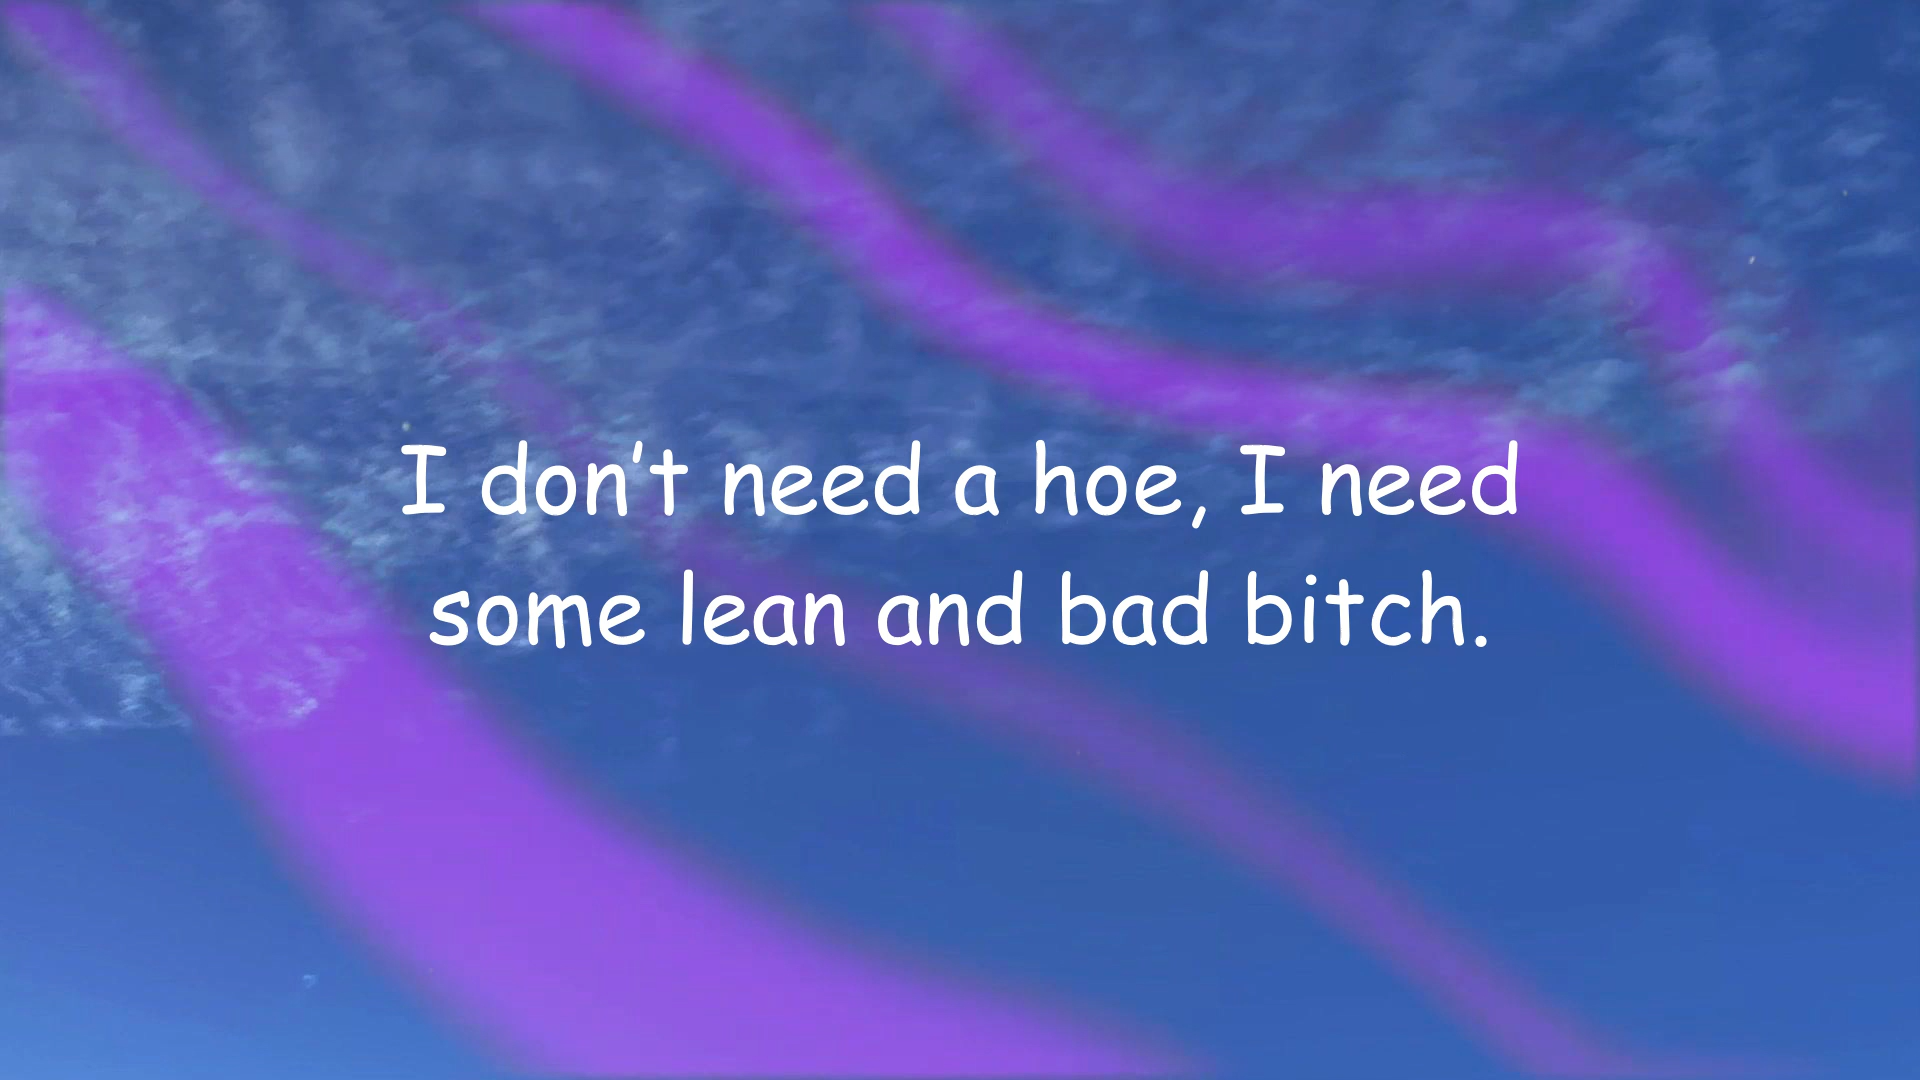 I don’t need a hoe, I need
some lean and bad bitch.